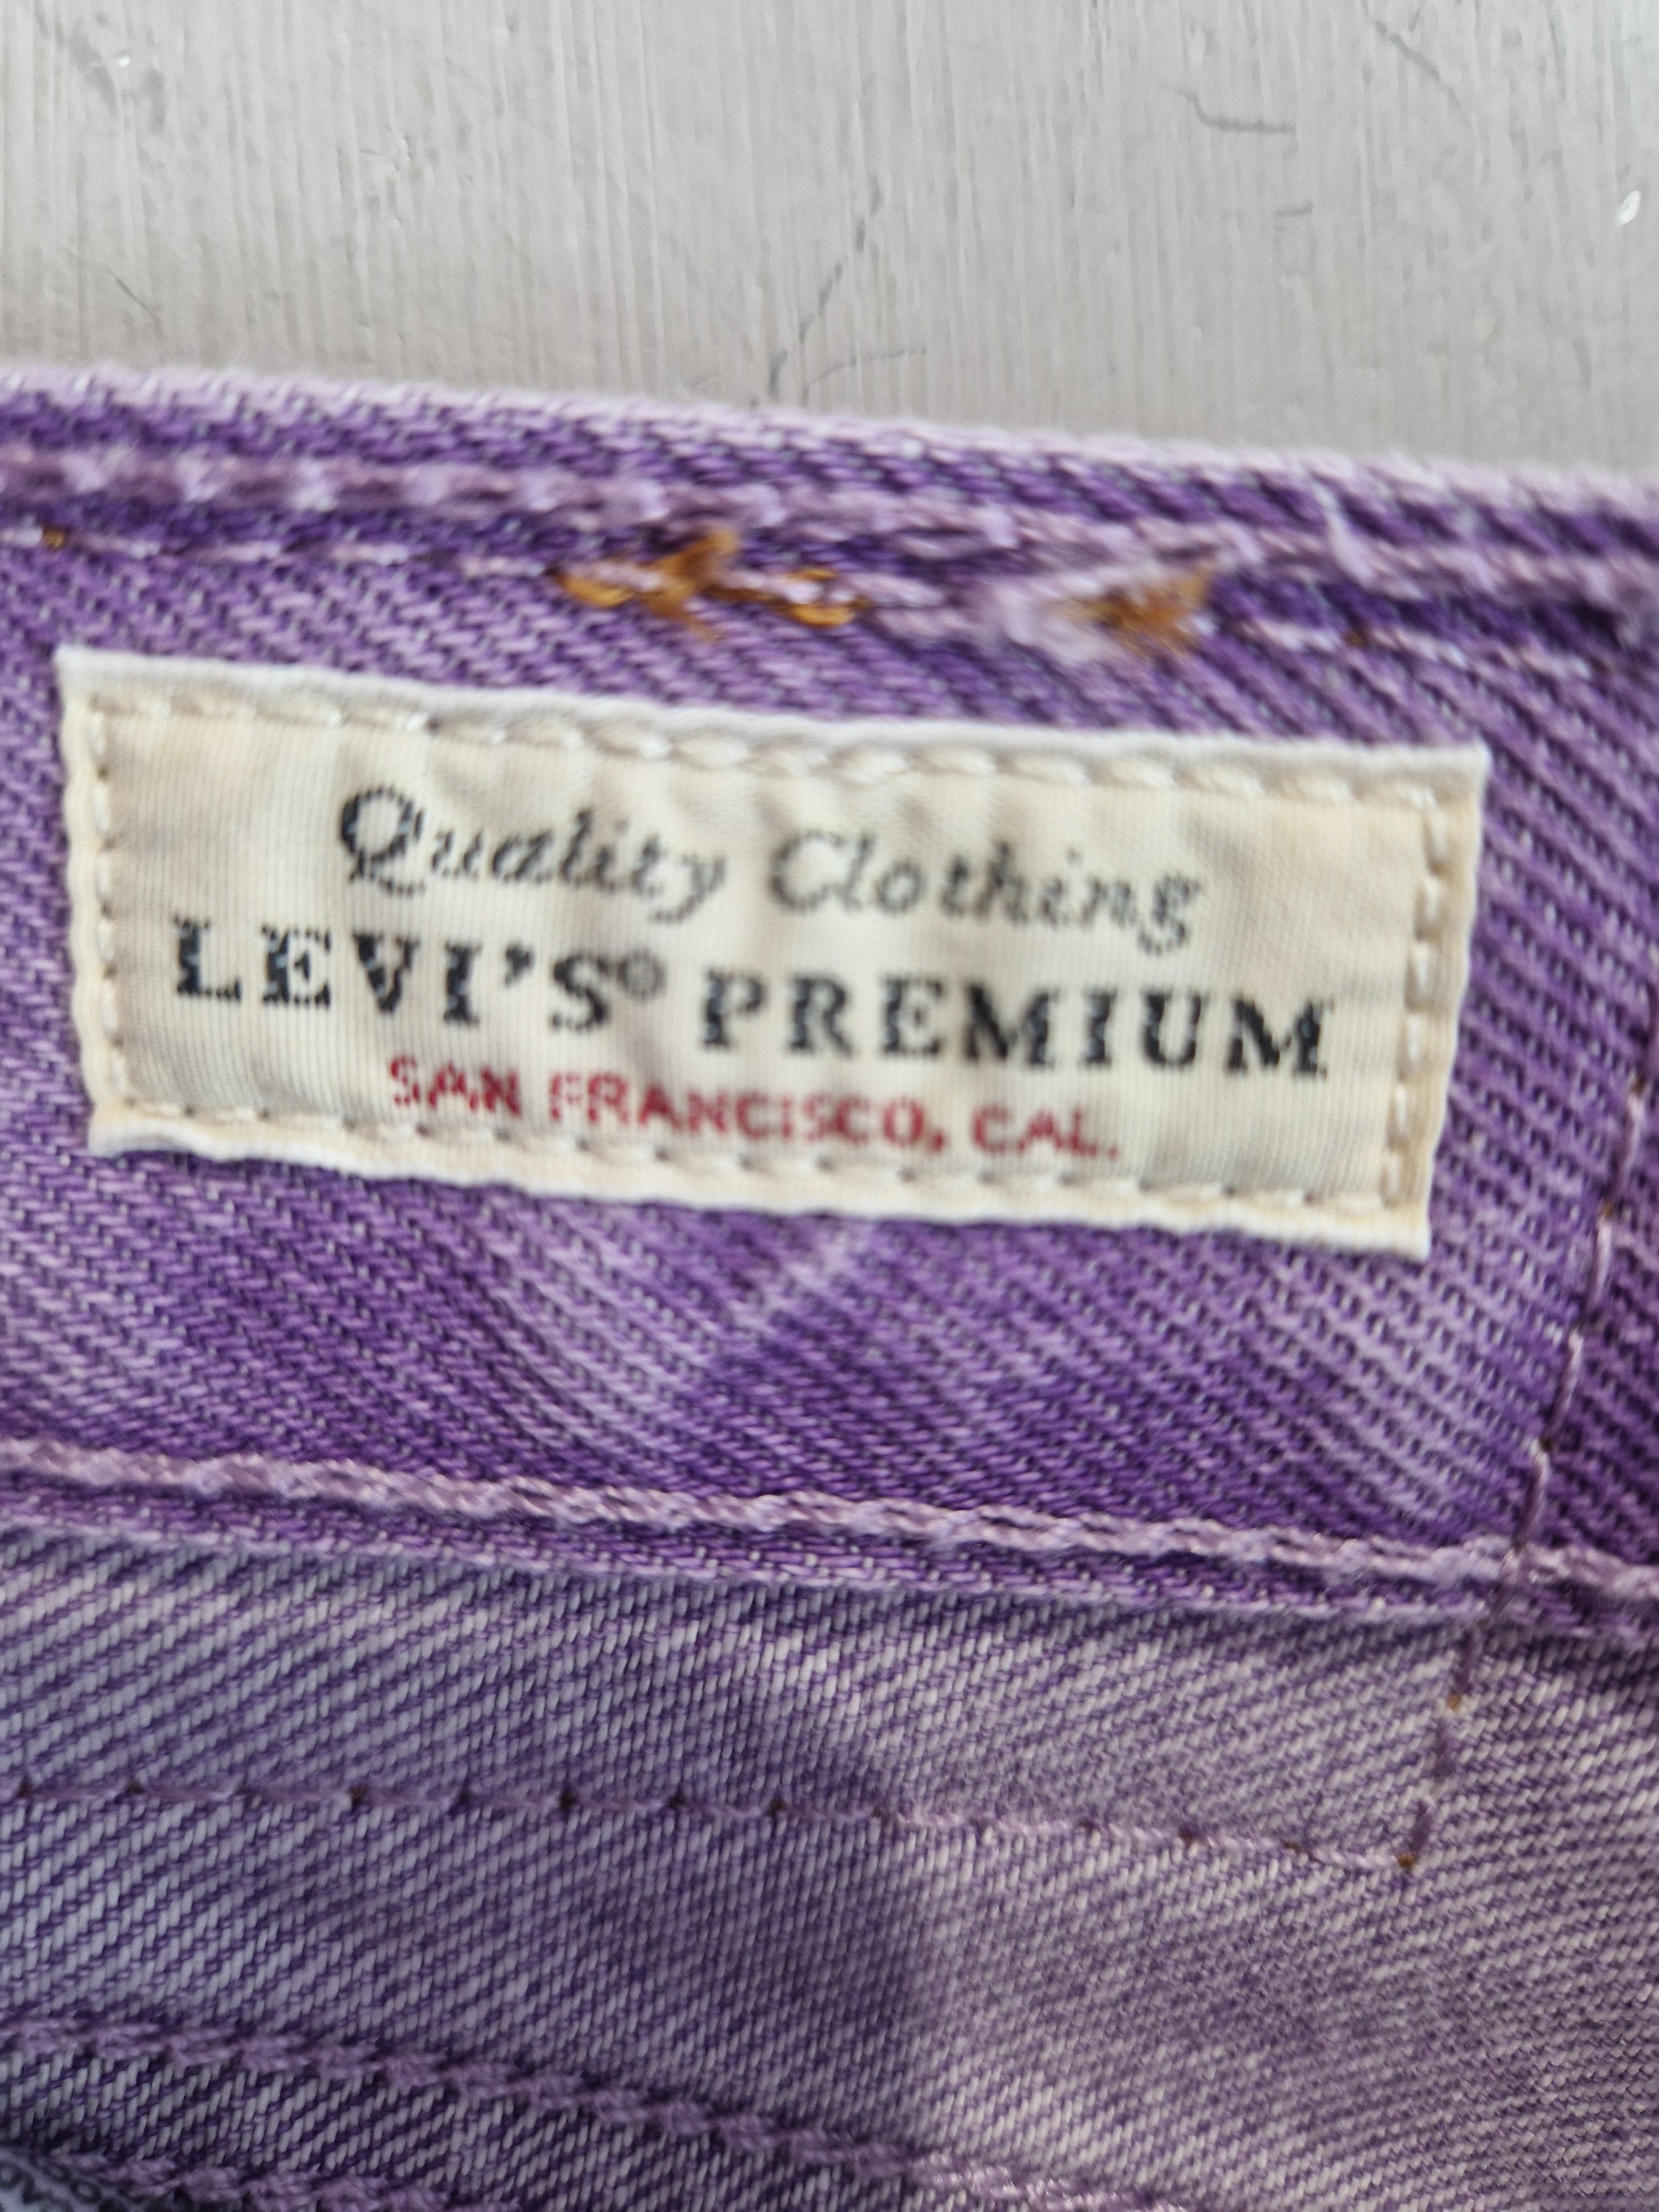 Quality Clothing
LEVI'S® PREMIUM
SAN FRANCISCO, CAL.